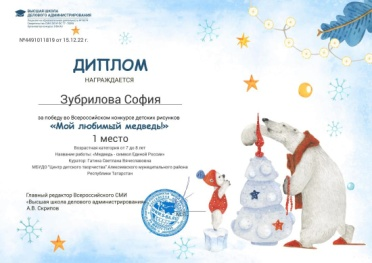 ВЫСШАЯ ШКОЛА
ДЕЛОВОГО АДМИНИСТРИРОВАНИЯ
№4491011819 от 15.12.22 г.
ДИПЛОМ
НАГРАЖДАЕТСЯ
Зубрилова София
за победу во Всероссийском конкурсе детских рисунков
«Мой любимый медведь!»
1 место
Возрастная категория от 7 до 8 лет
Название работы: «Медведь - символ Единой России»
Куратор: Гатина Светлана Вячеславовна
МБУДО "Центр детского творчества" Алексеевского муниципального района
Республики Татарстан
Главный редактор Всероссийского СМИ
«Высшая школа делового администрирования»
А.В. Скрипов